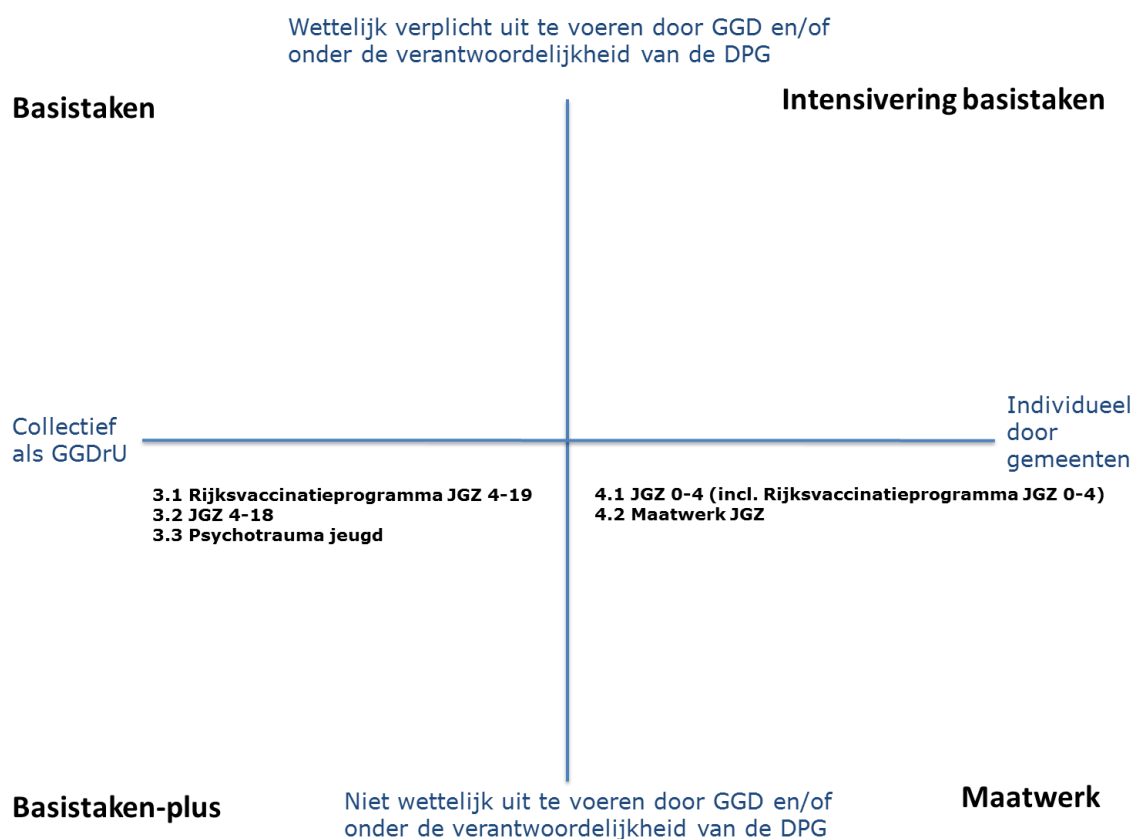 Wettelijk verplicht uit te voeren door GGD en/of
onder de verantwoordelijkheid van de DPG
Basistaken
Intensivering basistaken
Collectief
als GGDrU
Individueel
door
gemeenten
3.1 Rijksvaccinatieprogramma JGZ 4-19
3.2 JGZ 4-18
3.3 Psychotrauma jeugd
4.1 JGZ 0-4 (incl. Rijksvaccinatieprogramma JGZ 0-4)
4.2 Maatwerk JGZ
Basistaken-plus
Niet wettelijk uit te voeren door GGD en/of
onder de verantwoordelijkheid van de DPG
Maatwerk